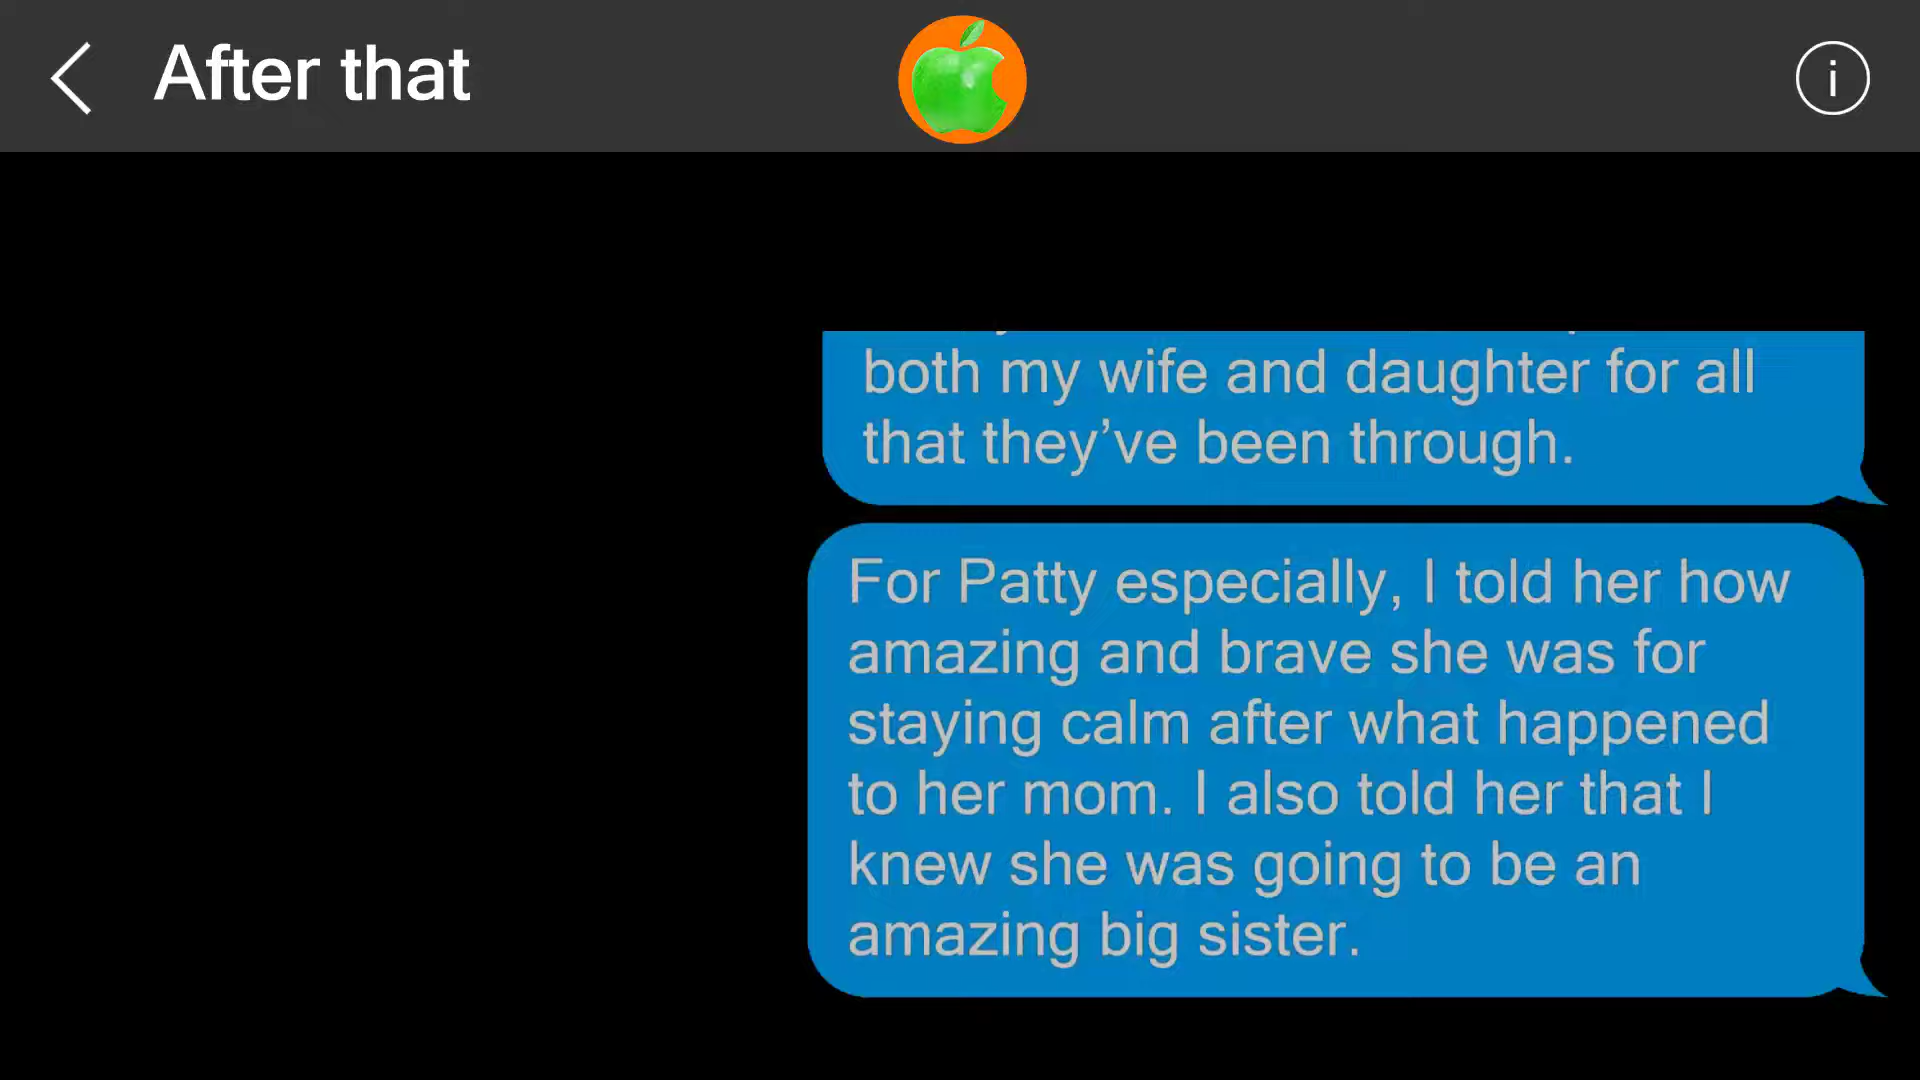 After that
both my wife and daughter for all
that they’ve been through.
For Patty especially, I told her how
amazing and brave she was for
staying calm after what happened
to her mom. I also told her that I
knew she was going to be an
amazing big sister.